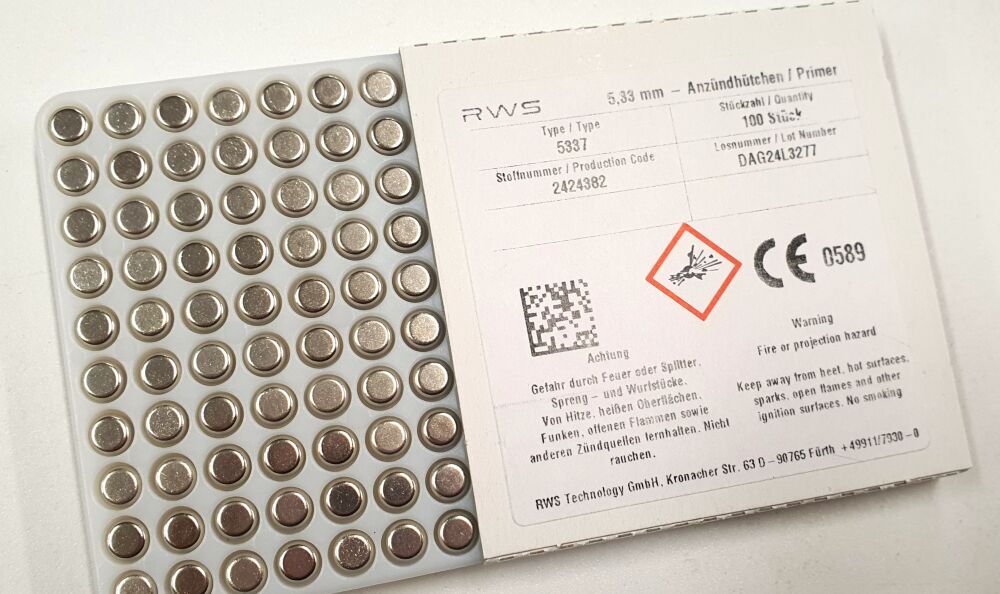 RWS 5,33 mm – Anzündhütchen / Primer
Type / Type
5337
Stückzahl / Quantity
100 Stück
Stoffnummer / Production Code
2424382
Losnummer / Lot Number
DAG24L3277
CE 0589
Achtung
Gefahr durch Feuer oder Splitter,
Spreng – und Wurfstücke.
Von Hitze, heißen Oberflächen,
Funken, offenen Flammen sowie
anderen Zündquellen fernhalten. Nicht
rauchen.
Warning
Fire or projection hazard
Keep away from heet, hot surfaces,
sparks, open flames and other
ignition surfaces. No smoking
RWS Technology GmbH, Kronacher Str. 63 D – 90765 Fürth +49911/7930 – 0